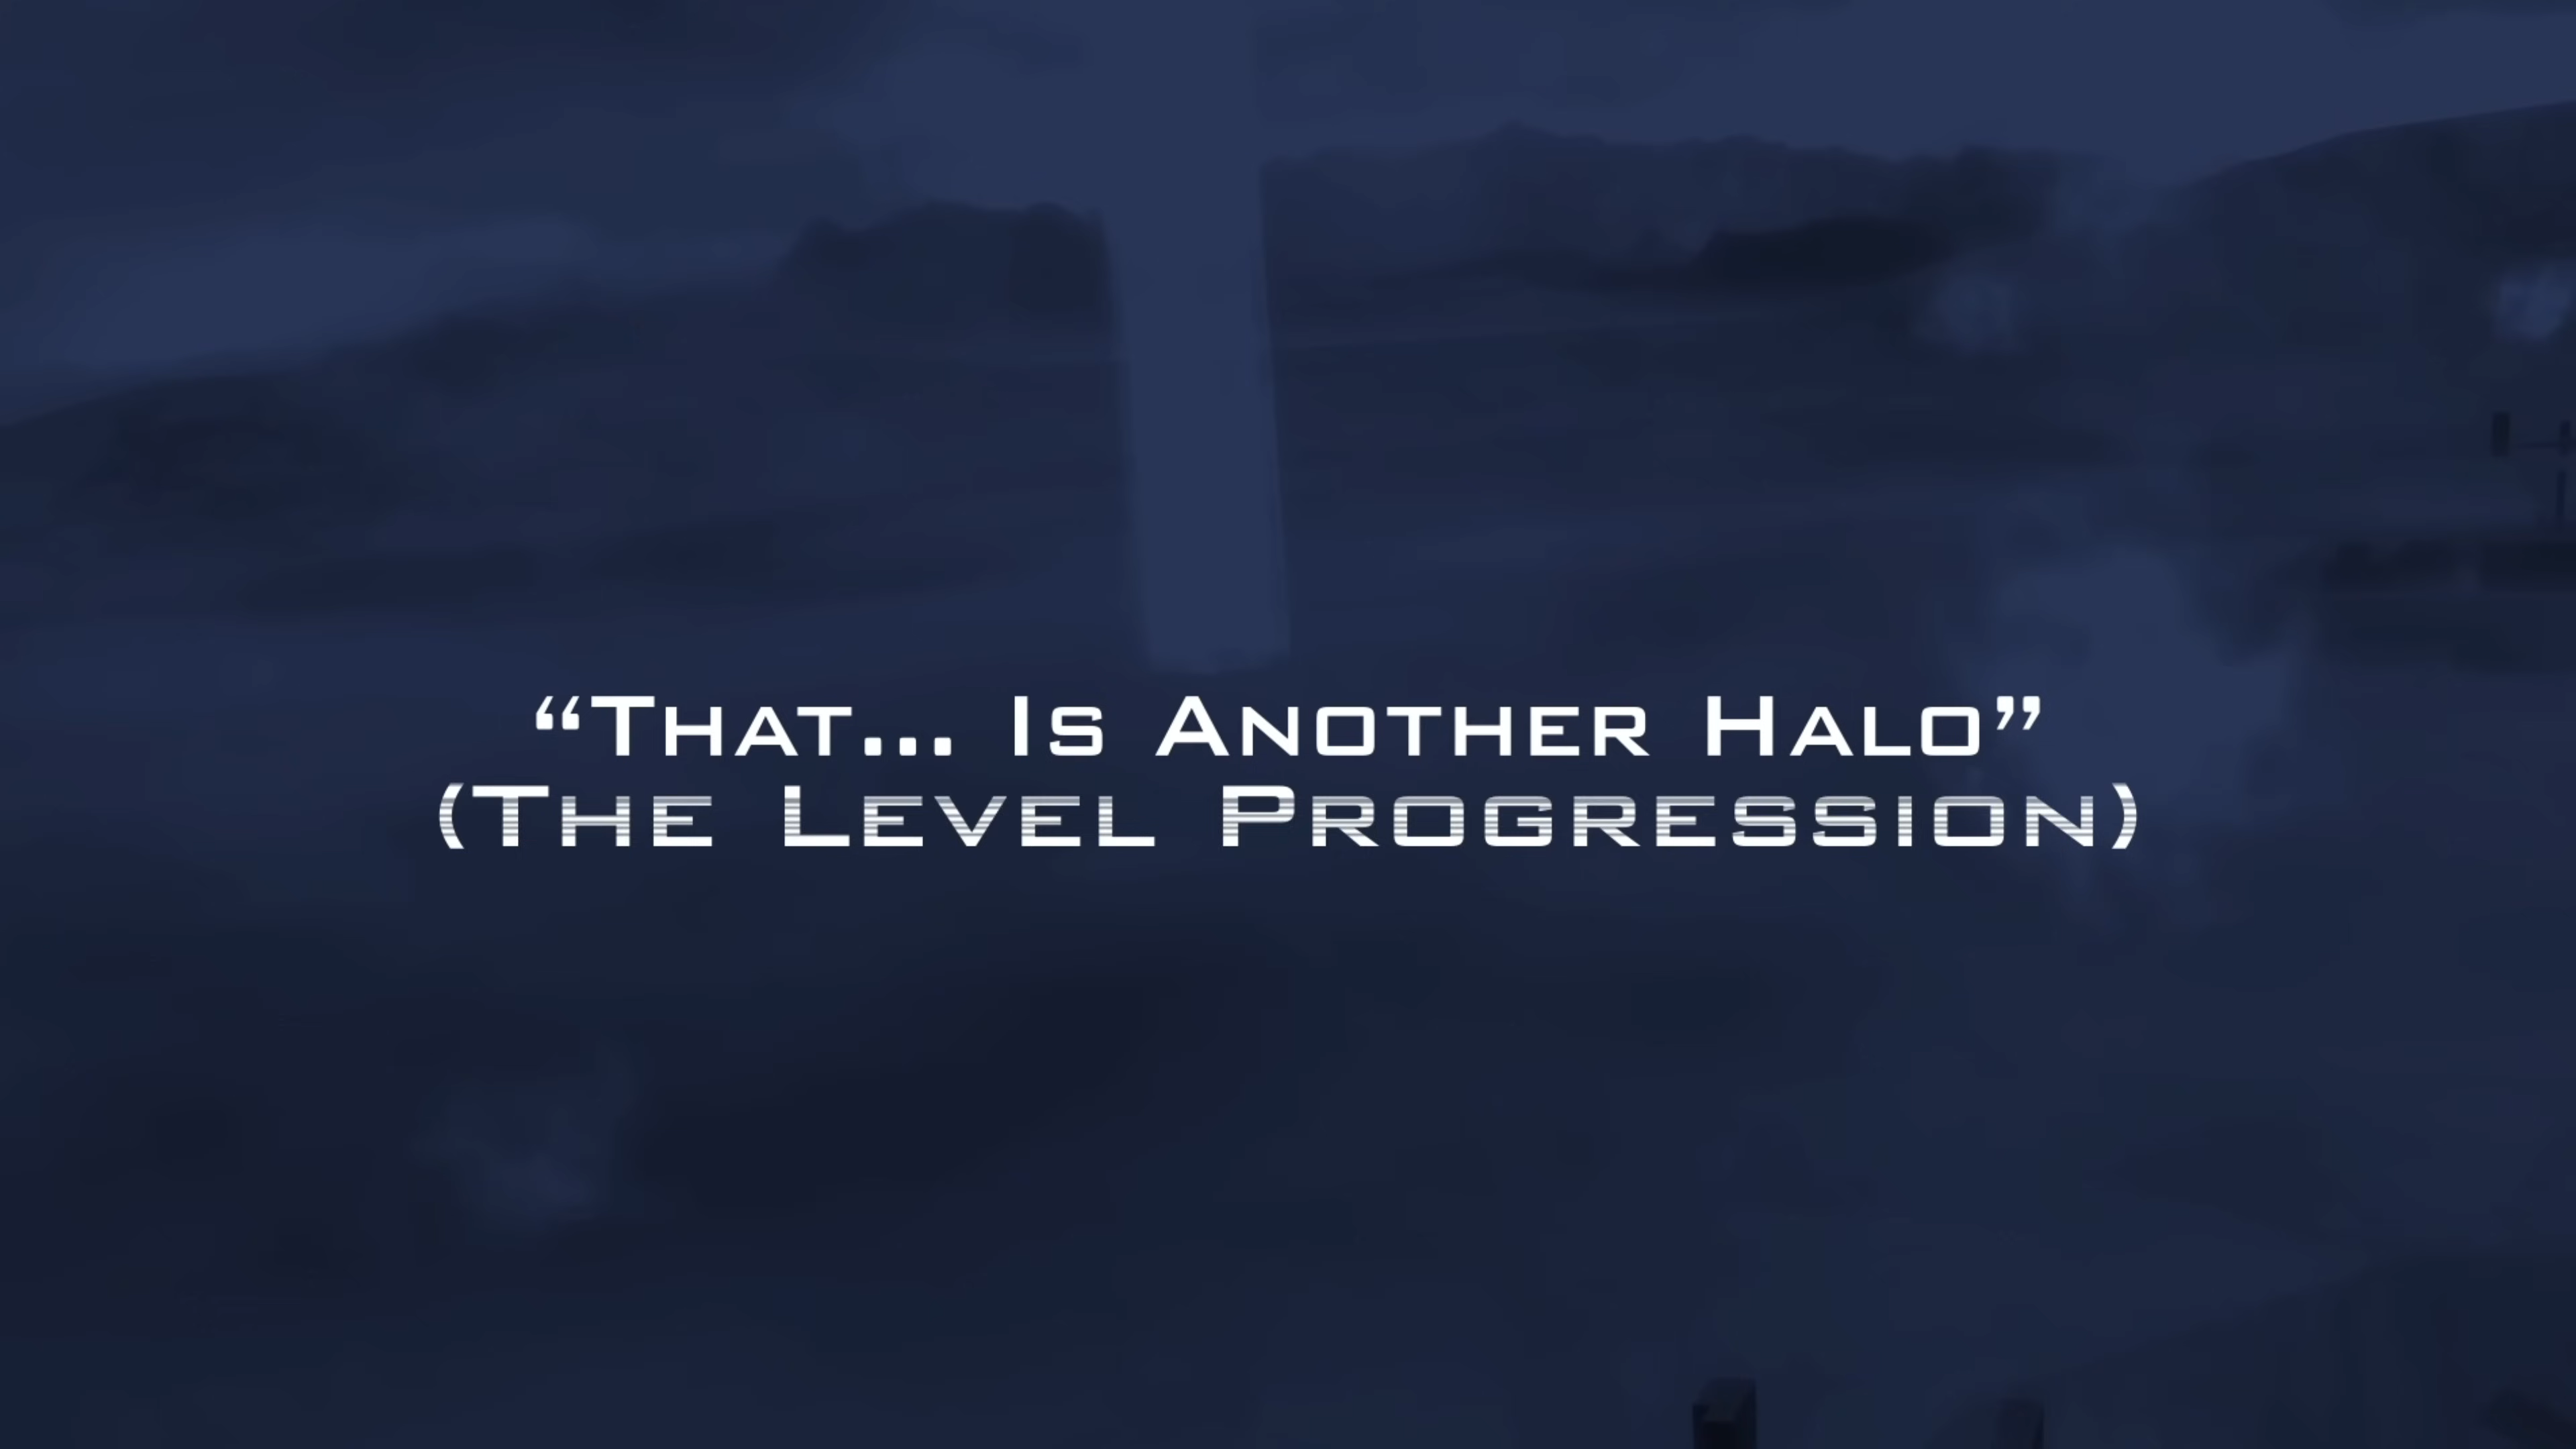 “That... Is Another Halo”
(The Level Progression)